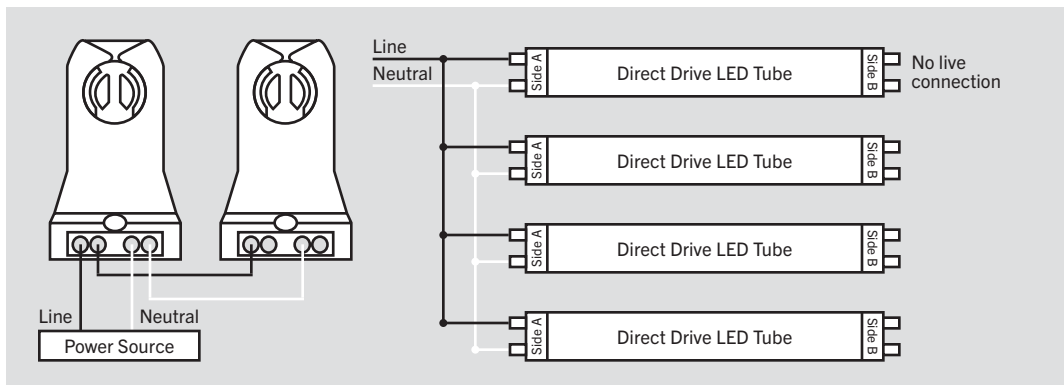 Line
Neutral
Power Source
Line
Neutral
Side A
Direct Drive LED Tube
Side B
No live
connection
Side A
Direct Drive LED Tube
Side B
Side A
Direct Drive LED Tube
Side B
Side A
Direct Drive LED Tube
Side B